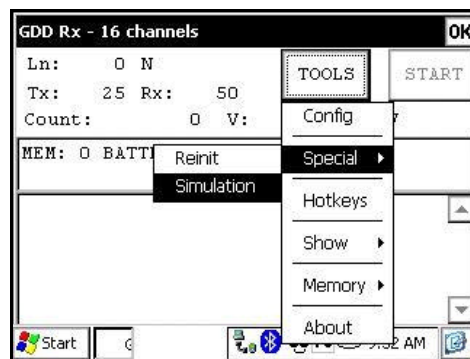 GDD Rx - 16 channels OK
Ln: 0 N
TOOLS START
Tx: 25 Rx: 50
Count: 0 V:
Config
MEM: 0
Reinit Special
Simulation
Hotkeys
Show
Memory
About
Start AM